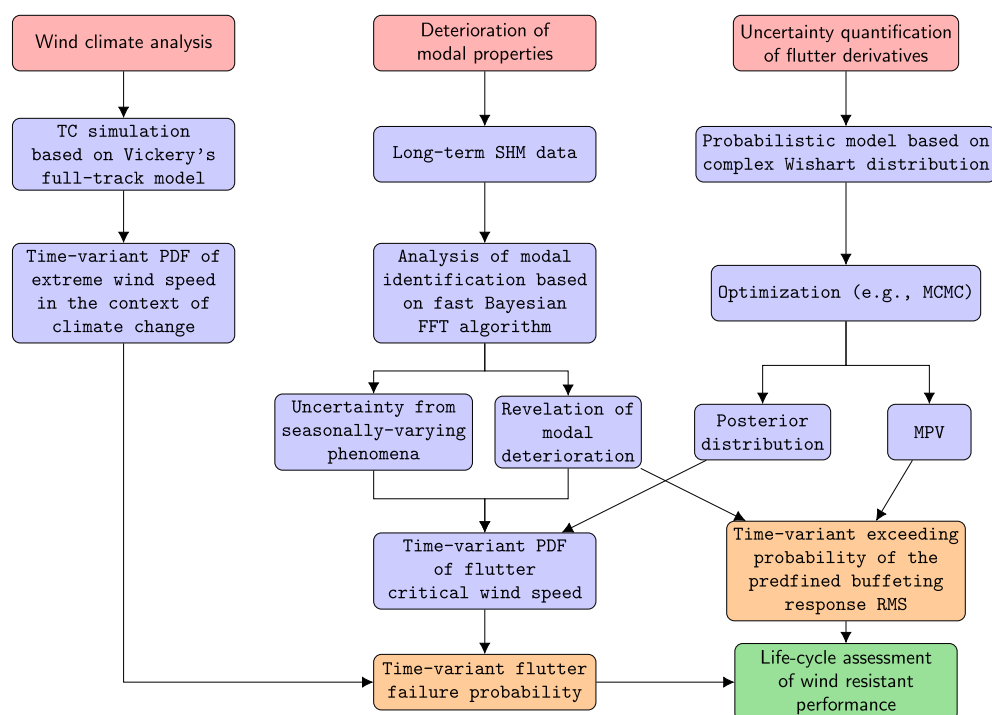 Wind climate analysis
Deterioration of
modal properties
Uncertainty quantification
of flutter derivatives
TC simulation
based on Vickery's
full-track model
Long-term SHM data
Probabilistic model based on
complex Wishart distribution
Time-variant PDF of
extreme wind speed
in the context of
climate change
Analysis of modal
identification based
on fast Bayesian
FFT algorithm
Optimization (e.g., MCMC)
Uncertainty from
seasonally-varying
phenomena
Revelation of
modal
deterioration
Posterior
distribution
MPV
Time-variant PDF
of flutter
critical wind speed
Time-variant exceeding
probability of the
predfined buffeting
response RMS
Time-variant flutter
failure probability
Life-cycle assessment
of wind resistant
performance